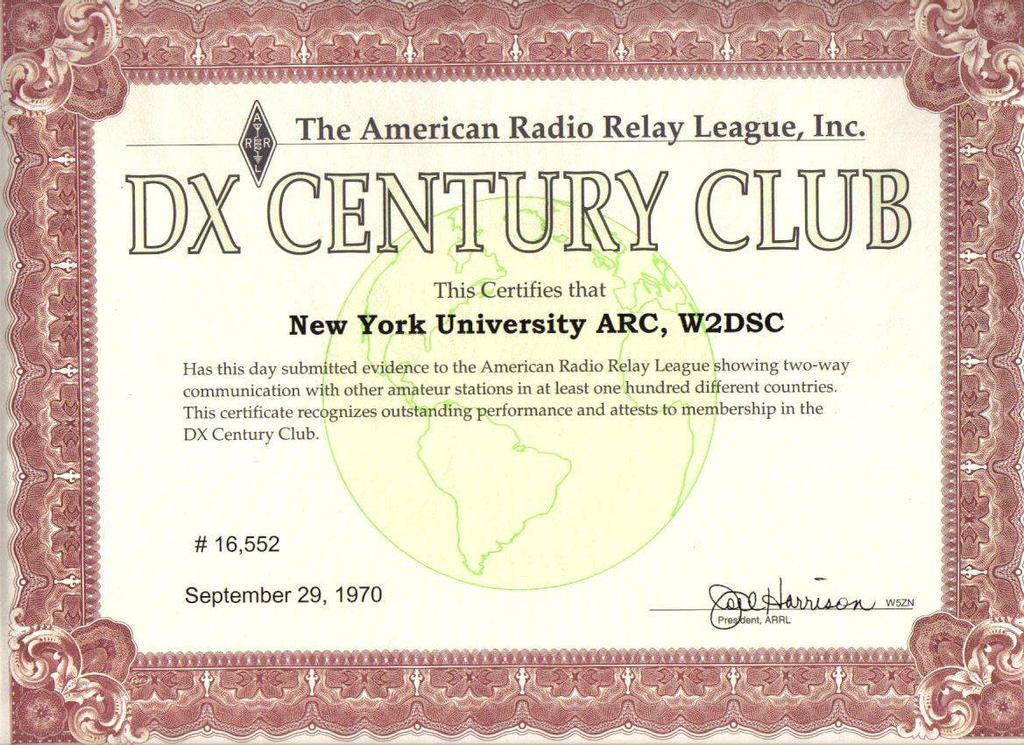 The American Radio Relay League, Inc.
A
R R
L
DX CENTURY CLUB
This Certifies that
New York University ARC, W2DSC
Has this day submitted evidence to the American Radio Relay League showing two-way
communication with other amateur stations in at least one hundred different countries.
This certificate recognizes outstanding performance and attests to membership in the
DX Century Club.
# 16,552
September 29, 1970
Joel Harrison W5ZN
President, ARRL